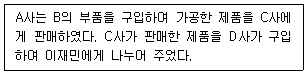 A사는 B의 부품을 구입하여 가공한 제품을 C사에
게 판매하였다. C사가 판매한 제품을 D사가 구입
하여 이재민에게 나누어 주었다.